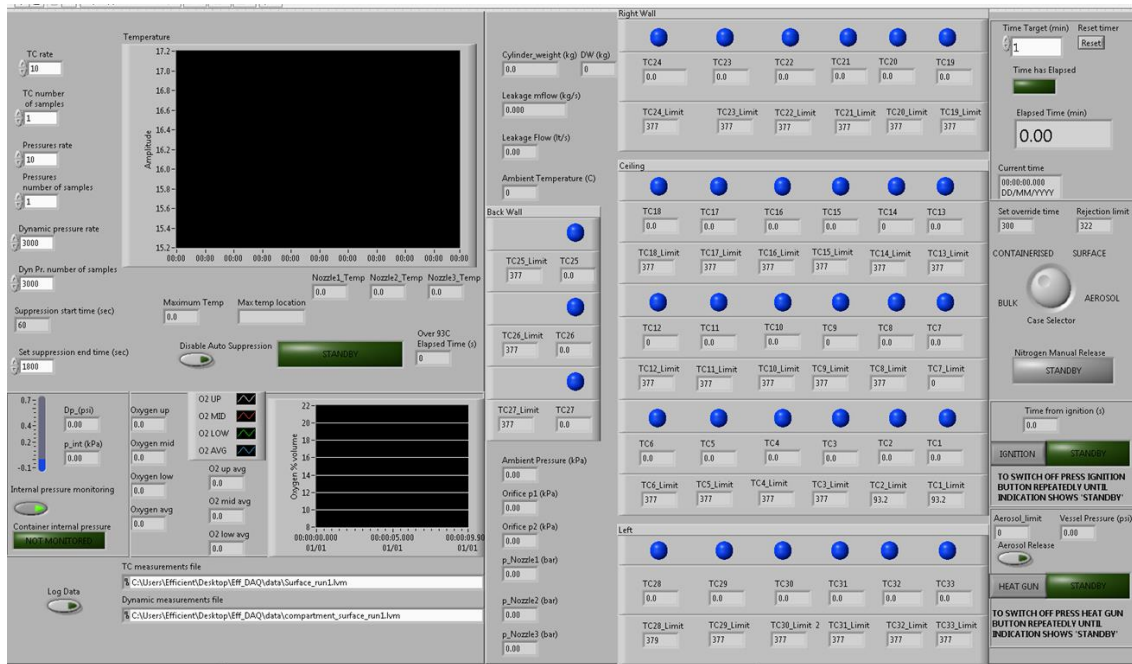 Temperature
TC rate
10
TC number
of samples
1
Pressures rate
10
Pressures
number of samples
1
Dynamic pressure rate
3000
Dyn Pr. number of samples
3000
Suppression start time (sec)
60
Set suppression end time (sec)
1800
Amplitude
17.2
17.0
16.8
16.6
16.4
16.2
16.0
15.8
15.6
15.4
15.2
00:00 00:00 00:00 00:00 00:00 00:00 00:00 00:00 00:00 00:00 00:00
Nozzle1_Temp Nozzle2_Temp Nozzle3_Temp
0.0 0.0 0.0
Maximum Temp Max temp location
0.0
Disable Auto Suppression
STANDBY
Over 93C
Elapsed Time (s)
0
0.7
0.4
0.2
-0.1
Dp_(psi)
0.00
p_int (kPa)
0.00
Internal pressure monitoring
Container internal pressure
NOT MONITORED
Oxygen up
0.0
Oxygen mid
0.0
Oxygen low
0.0
Oxygen avg
0.0
O2 UP
O2 MID
O2 LOW
O2 AVG
O2 up avg
0.0
O2 mid avg
0.0
O2 low avg
0.0
Oxygen % volume
22
20
18
16
14
12
10
8
00:00:00.000 00:00:05.000 00:00:09.90
01/01 01/01 01/01
Log Data
TC measurements file
C:\Users\Efficient\Desktop\Eff_DAQ\data\Surface_run1.lvm
Dynamic measurements file
C:\Users\Efficient\Desktop\Eff_DAQ\data\compartment_surface_run1.lvm
Cylinder_weight (kg) DW (kg)
0.0 0
Leakage mflow (kg/s)
0.000
Leakage Flow (lt/s)
0.00
Ambient Temperature (C)
0
Back Wall
TC25_Limit TC25
377 0.0
TC26_Limit TC26
377 0.0
TC27_Limit TC27
377 0.0
Ambient Pressure (kPa)
0.00
Orifice p1 (kPa)
0.00
Orifice p2 (kPa)
0.00
p_Nozzle1 (bar)
0.00
p_Nozzle2 (bar)
0.00
p_Nozzle3 (bar)
0.00
Right Wall
TC24 TC23 TC22 TC21 TC20 TC19
0.0 0.0 0.0 0.0 0.0 0.0
TC24_Limit TC23_Limit TC22_Limit TC21_Limit TC20_Limit TC19_Limit
377 377 377 377 377 377
Ceiling
TC18 TC17 TC16 TC15 TC14 TC13
0.0 0.0 0.0 0.0 0 0.0
TC18_Limit TC17_Limit TC16_Limit TC15_Limit TC14_Limit TC13_Limit
377 377 377 377 377 377
TC12 TC11 TC10 TC9 TC8 TC7
0 0.0 0.0 0 0.0 0.0
TC12_Limit TC11_Limit TC10_Limit TC9_Limit TC8_Limit TC7_Limit
377 377 377 377 377 0
TC6 TC5 TC4 TC3 TC2 TC1
0.0 0.0 0.0 0.0 0.0 0.0
TC6_Limit TC5_Limit TC4_Limit TC3_Limit TC2_Limit TC1_Limit
377 377 377 377 93.2 93.2
Left
TC28 TC29 TC30 TC31 TC32 TC33
0.0 0.0 0.0 0.0 0.0 0.0
TC28_Limit TC29_Limit TC30_Limit 2 TC31_Limit TC32_Limit TC33_Limit
379 377 377 377 377 377
Time Target (min) Reset timer
1 Reset
Time has Elapsed
Elapsed Time (min)
0.00
Current time
00:00:00.000
DD/MM/YYYY
Set override time Rejection limit
300 322
CONTAINERISED SURFACE
BULK AEROSOL
Case Selector
Nitrogen Manual Release
STANDBY
Time from ignition (s)
0.0
IGNITION STANDBY
TO SWITCH OFF PRESS IGNITION
BUTTON REPEATEDLY UNTIL
INDICATION SHOWS 'STANDBY'
Aerosol_limit Vessel Pressure (psi)
0 0.00
Aerosol Release
HEAT GUN STANDBY
TO SWITCH OFF PRESS HEAT GUN
BUTTON REPEATEDLY UNTIL
INDICATION SHOWS 'STANDBY'